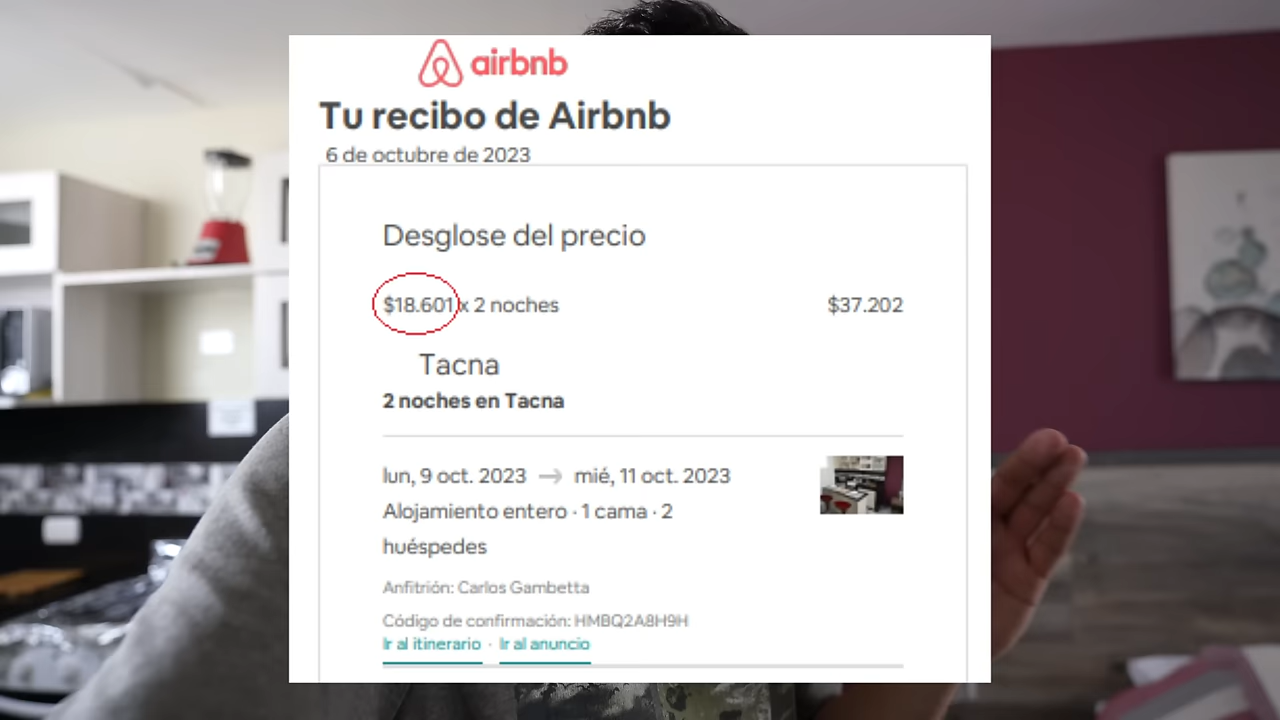 airbnb
Tu recibo de Airbnb
6 de octubre de 2023
Desglose del precio
$18.601 x 2 noches $37.202
Tacna
2 noches en Tacna
lun, 9 oct. 2023 → mié, 11 oct. 2023
Alojamiento entero · 1 cama · 2
huéspedes
Anfitrión: Carlos Gambetta
Código de confirmación: HMBQ2A8H9H
Ir al itinerario · Ir al anuncio